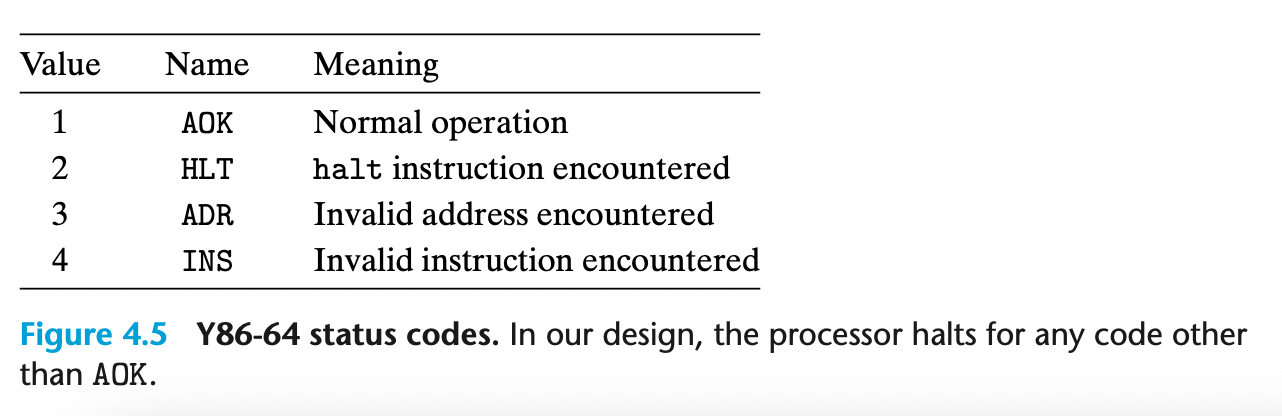 Value Name Meaning
1 AOK Normal operation
2 HLT halt instruction encountered
3 ADR Invalid address encountered
4 INS Invalid instruction encountered
Figure 4.5 Y86-64 status codes. In our design, the processor halts for any code other
than AOK.